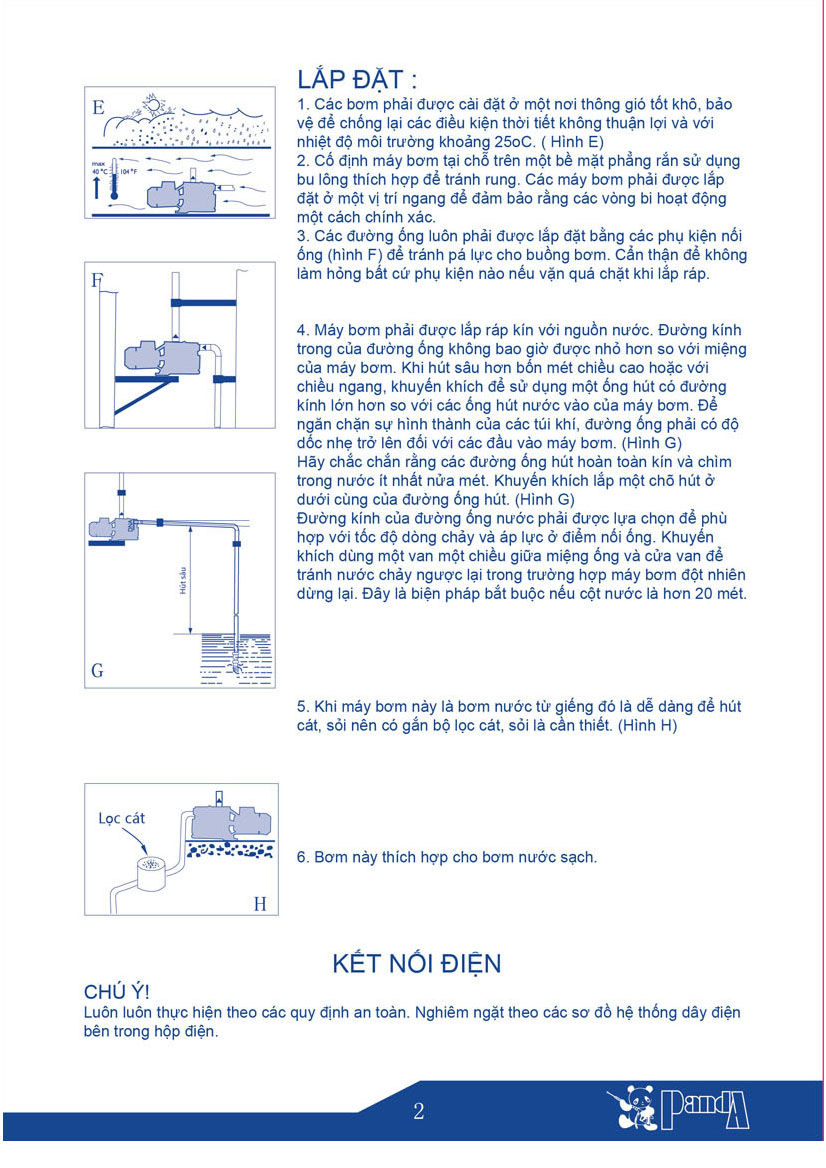 LẮP ĐẶT :
E
1. Các bơm phải được cài đặt ở một nơi thông gió tốt khô, bảo
vệ để chống lại các điều kiện thời tiết không thuận lợi và với
nhiệt độ môi trường khoảng 25oC. ( Hình E)
max
40 °C
104 °F
2. Cố định máy bơm tại chỗ trên một bề mặt phẳng rắn sử dụng
bu lông thích hợp để tránh rung. Các máy bơm phải được lắp
đặt ở một vị trí ngang để đảm bảo rằng các vòng bi hoạt động
một cách chính xác.
3. Các đường ống luôn phải được lắp đặt bằng các phụ kiện nối
ống (hình F) để tránh pá lực cho buồng bơm. Cẩn thận để không
làm hỏng bất cứ phụ kiện nào nếu vặn quá chặt khi lắp ráp.
F
4. Máy bơm phải được lắp ráp kín với nguồn nước. Đường kính
trong của đường ống không bao giờ được nhỏ hơn so với miệng
của máy bơm. Khi hút sâu hơn bốn mét chiều cao hoặc với
chiều ngang, khuyến khích để sử dụng một ống hút có đường
kính lớn hơn so với các ống hút nước vào của máy bơm. Để
ngăn chặn sự hình thành của các túi khí, đường ống phải có độ
dốc nhẹ trở lên đối với các đầu vào máy bơm. (Hình G)
Hãy chắc chắn rằng các đường ống hút hoàn toàn kín và chìm
trong nước ít nhất nửa mét. Khuyến khích lắp một chõ hút ở
dưới cùng của đường ống hút. (Hình G)
Đường kính của đường ống nước phải được lựa chọn để phù
hợp với tốc độ dòng chảy và áp lực ở điểm nối ống. Khuyến
khích dùng một van một chiều giữa miệng ống và cửa van để
tránh nước chảy ngược lại trong trường hợp máy bơm đột nhiên
dừng lại. Đây là biện pháp bắt buộc nếu cột nước là hơn 20 mét.
Hút sâu
G
5. Khi máy bơm này là bơm nước từ giếng đó là dễ dàng để hút
cát, sỏi nên có gắn bộ lọc cát, sỏi là cần thiết. (Hình H)
Lọc cát
H
6. Bơm này thích hợp cho bơm nước sạch.
KẾT NỐI ĐIỆN
CHÚ Ý!
Luôn luôn thực hiện theo các quy định an toàn. Nghiêm ngặt theo các sơ đồ hệ thống dây điện
bên trong hộp điện.
2
PandA